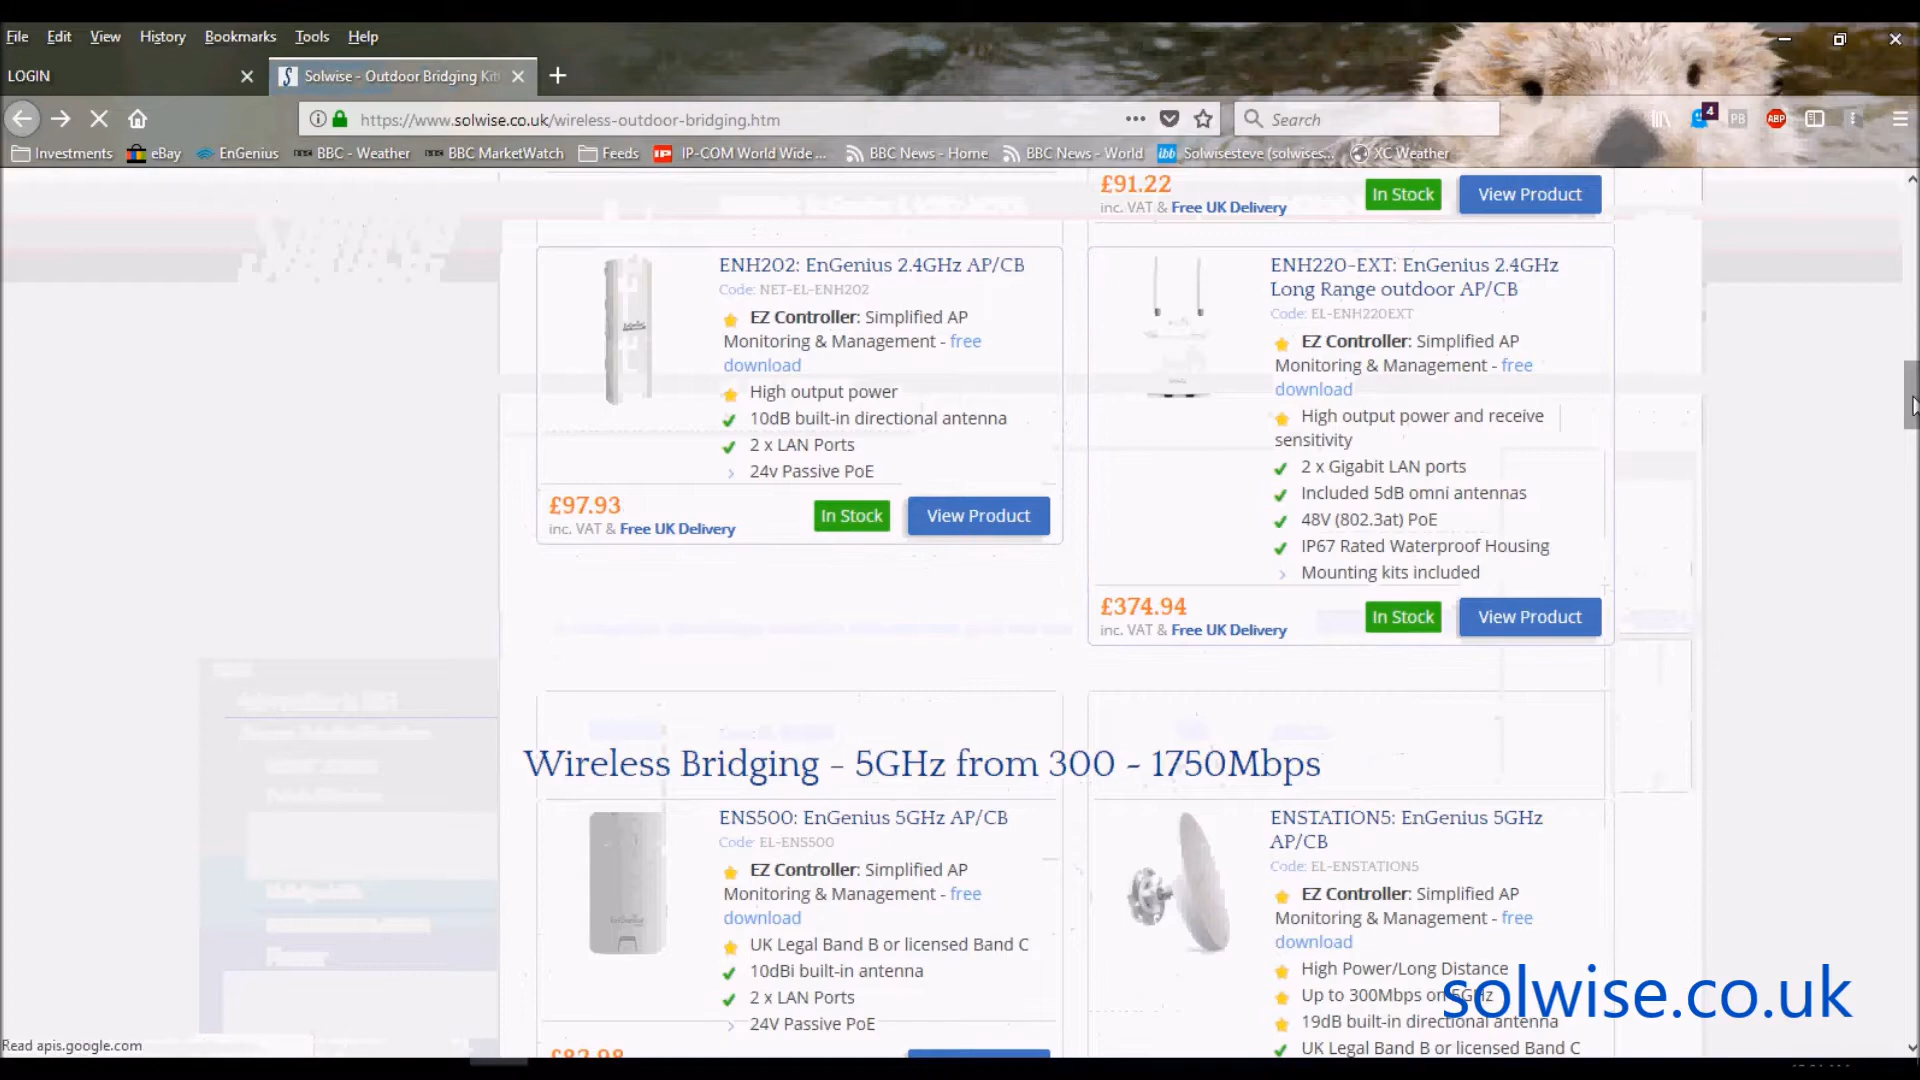 File Edit View History Bookmarks Tools Help
LOGIN
Solwise - Outdoor Bridging Kit
https://www.solwise.co.uk/wireless-outdoor-bridging.htm
Search
4
PB
ABP
Investments eBay EnGenius BBC - Weather BBC MarketWatch Feeds IP-COM World Wide ... BBC News - Home BBC News - World ibb Solwisesteve (solwises... XC Weather
£91.22
inc. VAT & Free UK Delivery
In Stock
View Product
ENH202: EnGenius 2.4GHz AP/CB
Code: NET-EL-ENH202
EZ Controller: Simplified AP
Monitoring & Management - free
download
High output power
10dB built-in directional antenna
2 x LAN Ports
24v Passive PoE
£97.93
inc. VAT & Free UK Delivery
In Stock
View Product
ENH220-EXT: EnGenius 2.4GHz
Long Range outdoor AP/CB
Code: EL-ENH220EXT
EZ Controller: Simplified AP
Monitoring & Management - free
download
High output power and receive
sensitivity
2 x Gigabit LAN ports
Included 5dB omni antennas
48V (802.3at) PoE
IP67 Rated Waterproof Housing
Mounting kits included
£374.94
inc. VAT & Free UK Delivery
In Stock
View Product
Wireless Bridging - 5GHz from 300 - 1750Mbps
ENS500: EnGenius 5GHz AP/CB
Code: EL-ENS500
EZ Controller: Simplified AP
Monitoring & Management - free
download
UK Legal Band B or licensed Band C
10dBi built-in antenna
2 x LAN Ports
24V Passive PoE
ENSTATION5: EnGenius 5GHz
AP/CB
Code: EL-ENSTATION5
EZ Controller: Simplified AP
Monitoring & Management - free
download
High Power/Long Distance
Up to 300Mbps on 5GHz
19dB built-in directional antenna
UK Legal Band B or licensed Band C
solwise.co.uk
Read apis.google.com